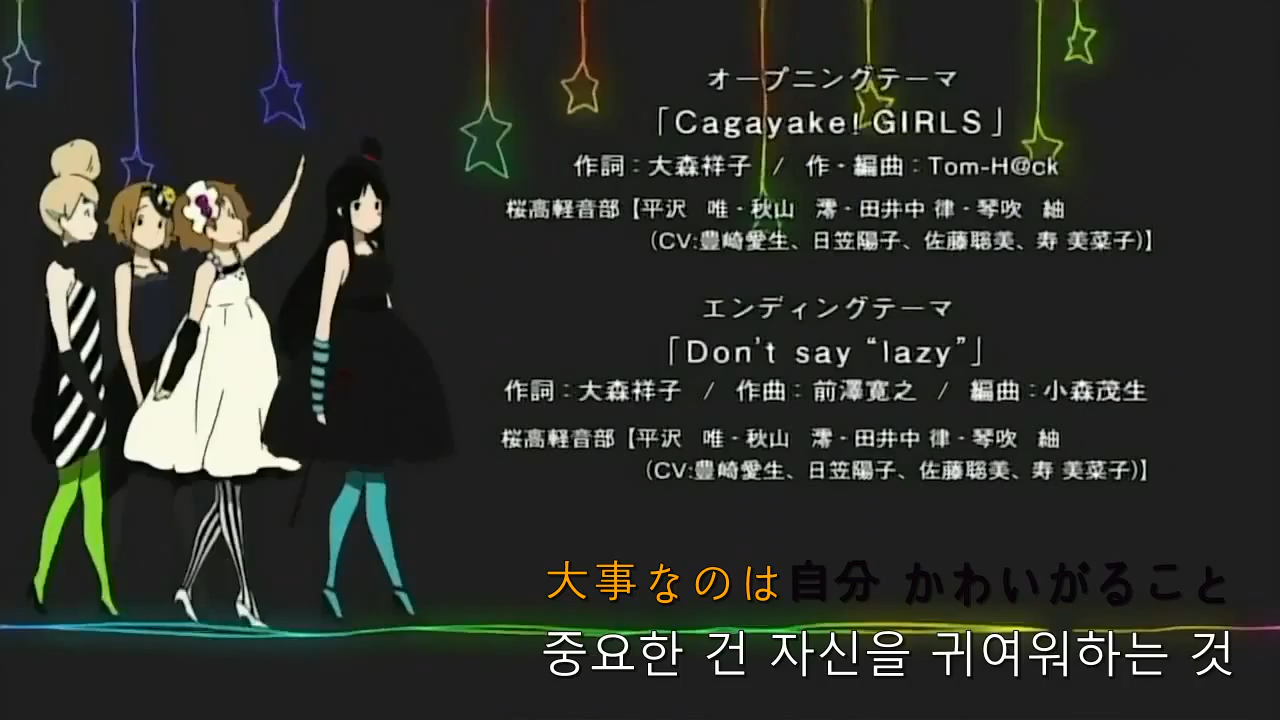 オープニングテーマ
「Cagayake! GIRLS」
作詞：大森祥子 / 作・編曲：Tom-H@ck
桜高軽音部【平沢 唯・秋山 澪・田井中 律・琴吹 紬
（CV:豊崎愛生、日笠陽子、佐藤聡美、寿 美菜子）】
エンディングテーマ
「Don't say “lazy”」
作詞：大森祥子 / 作曲：前澤寛之 / 編曲：小森茂生
桜高軽音部【平沢 唯・秋山 澪・田井中 律・琴吹 紬
（CV:豊崎愛生、日笠陽子、佐藤聡美、寿 美菜子）】
大事なのは自分 かわいがること
중요한 건 자신을 귀여워하는 것